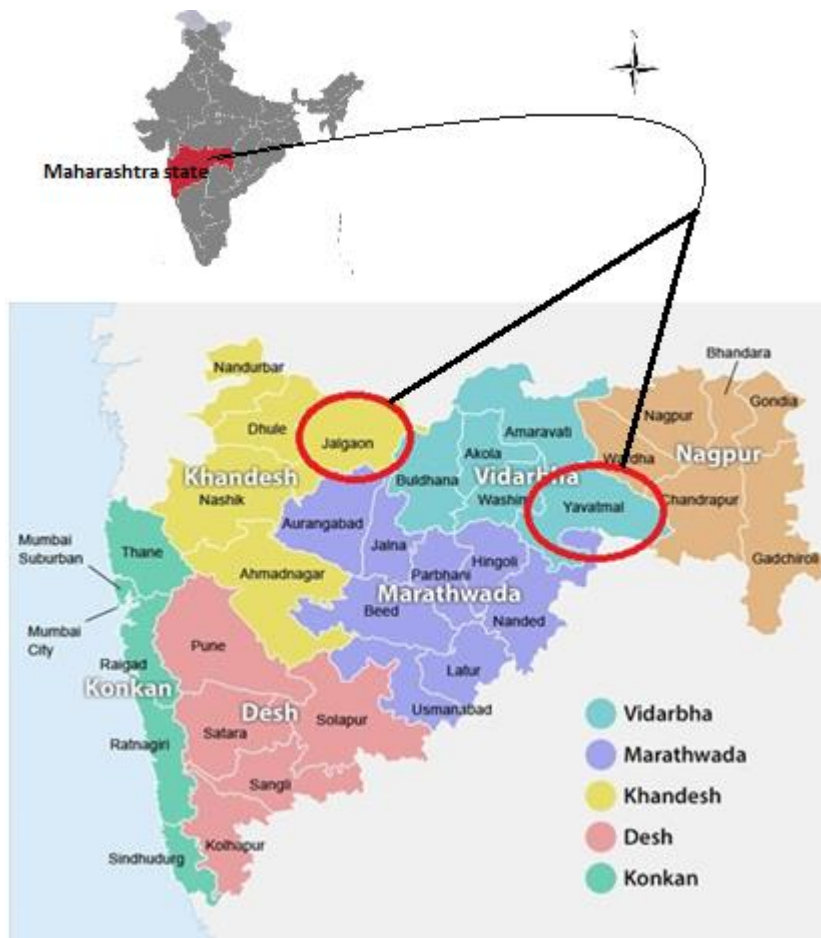 Maharashtra state
N
Nandurbar
Dhule
Jalgaon
Khandesh
Nashik
Ahmadnagar
Amaravati
Akola
Vidarbha
Buldhana
Washim
Yavatmal
Bhandara
Gondia
Nagpur
Wardha
Nagpur
Chandrapur
Gadchiroli
Aurangabad
Jalna
Hingoli
Parbhani
Marathwada
Beed
Nanded
Latur
Usmanabad
Mumbai
Suburban
Thane
Mumbai
City
Raigad
Konkan
Ratnagiri
Sindhudurg
Pune
Desh
Solapur
Satara
Sangli
Kolhapur
Vidarbha
Marathwada
Khandesh
Desh
Konkan